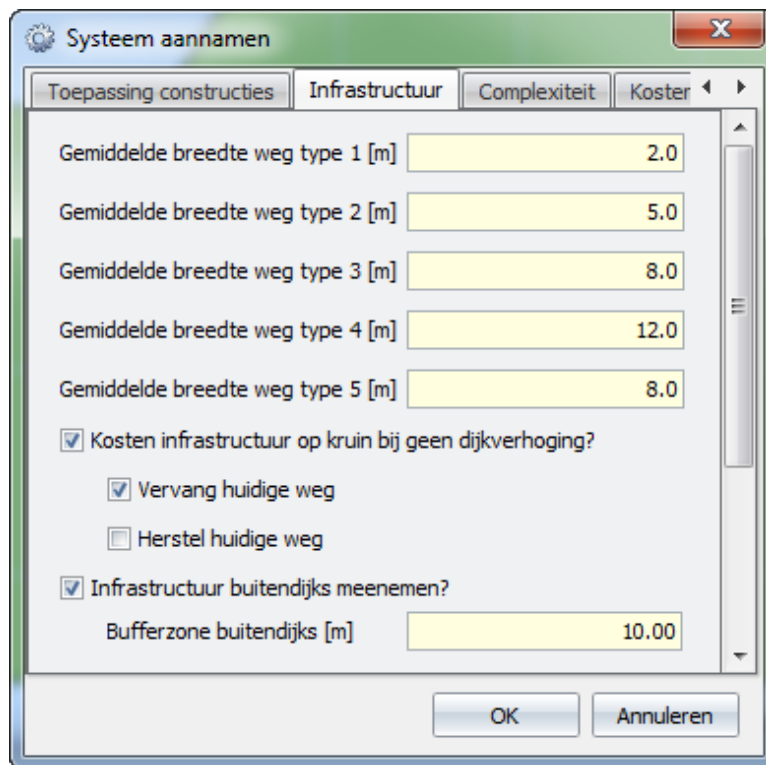 Systeem aannamen
Toepassing constructies Infrastructuur Complexiteit Koster
Gemiddelde breedte weg type 1 [m] 2.0
Gemiddelde breedte weg type 2 [m] 5.0
Gemiddelde breedte weg type 3 [m] 8.0
Gemiddelde breedte weg type 4 [m] 12.0
Gemiddelde breedte weg type 5 [m] 8.0
Kosten infrastructuur op kruin bij geen dijkverhoging?
Vervang huidige weg
Herstel huidige weg
Infrastructuur buitendijks meenemen?
Bufferzone buitendijks [m] 10.00
OK Annuleren